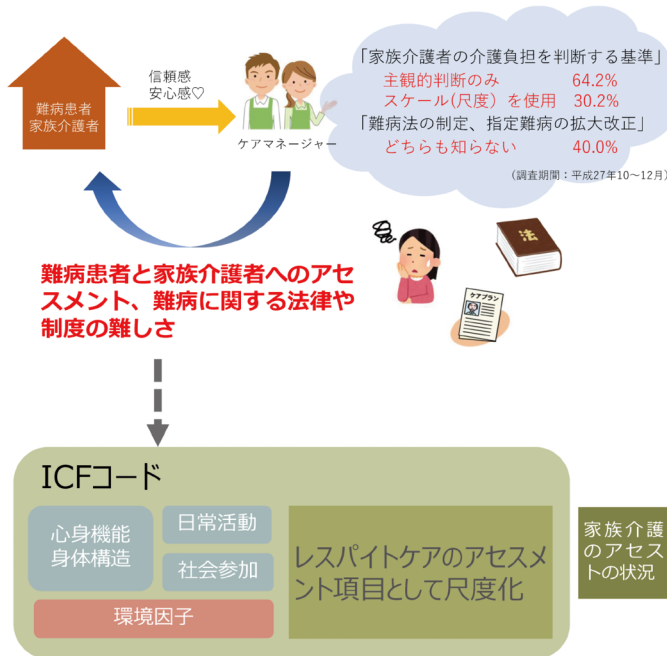 難病患者
家族介護者
信頼感
安心感♡
ケアマネージャー
「家族介護者の介護負担を判断する基準」
主観的判断のみ 64.2%
スケール(尺度）を使用 30.2%
「難病法の制定、指定難病の拡大改正」
どちらも知らない 40.0%
(調査期間：平成27年10～12月)
法
ケアプラン
難病患者と家族介護者へのアセ
スメント、難病に関する法律や
制度の難しさ
ICFコード
心身機能
身体構造
日常活動
社会参加
環境因子
レスパイトケアのアセスメ
ント項目として尺度化
家族介護
のアセス
トの状況